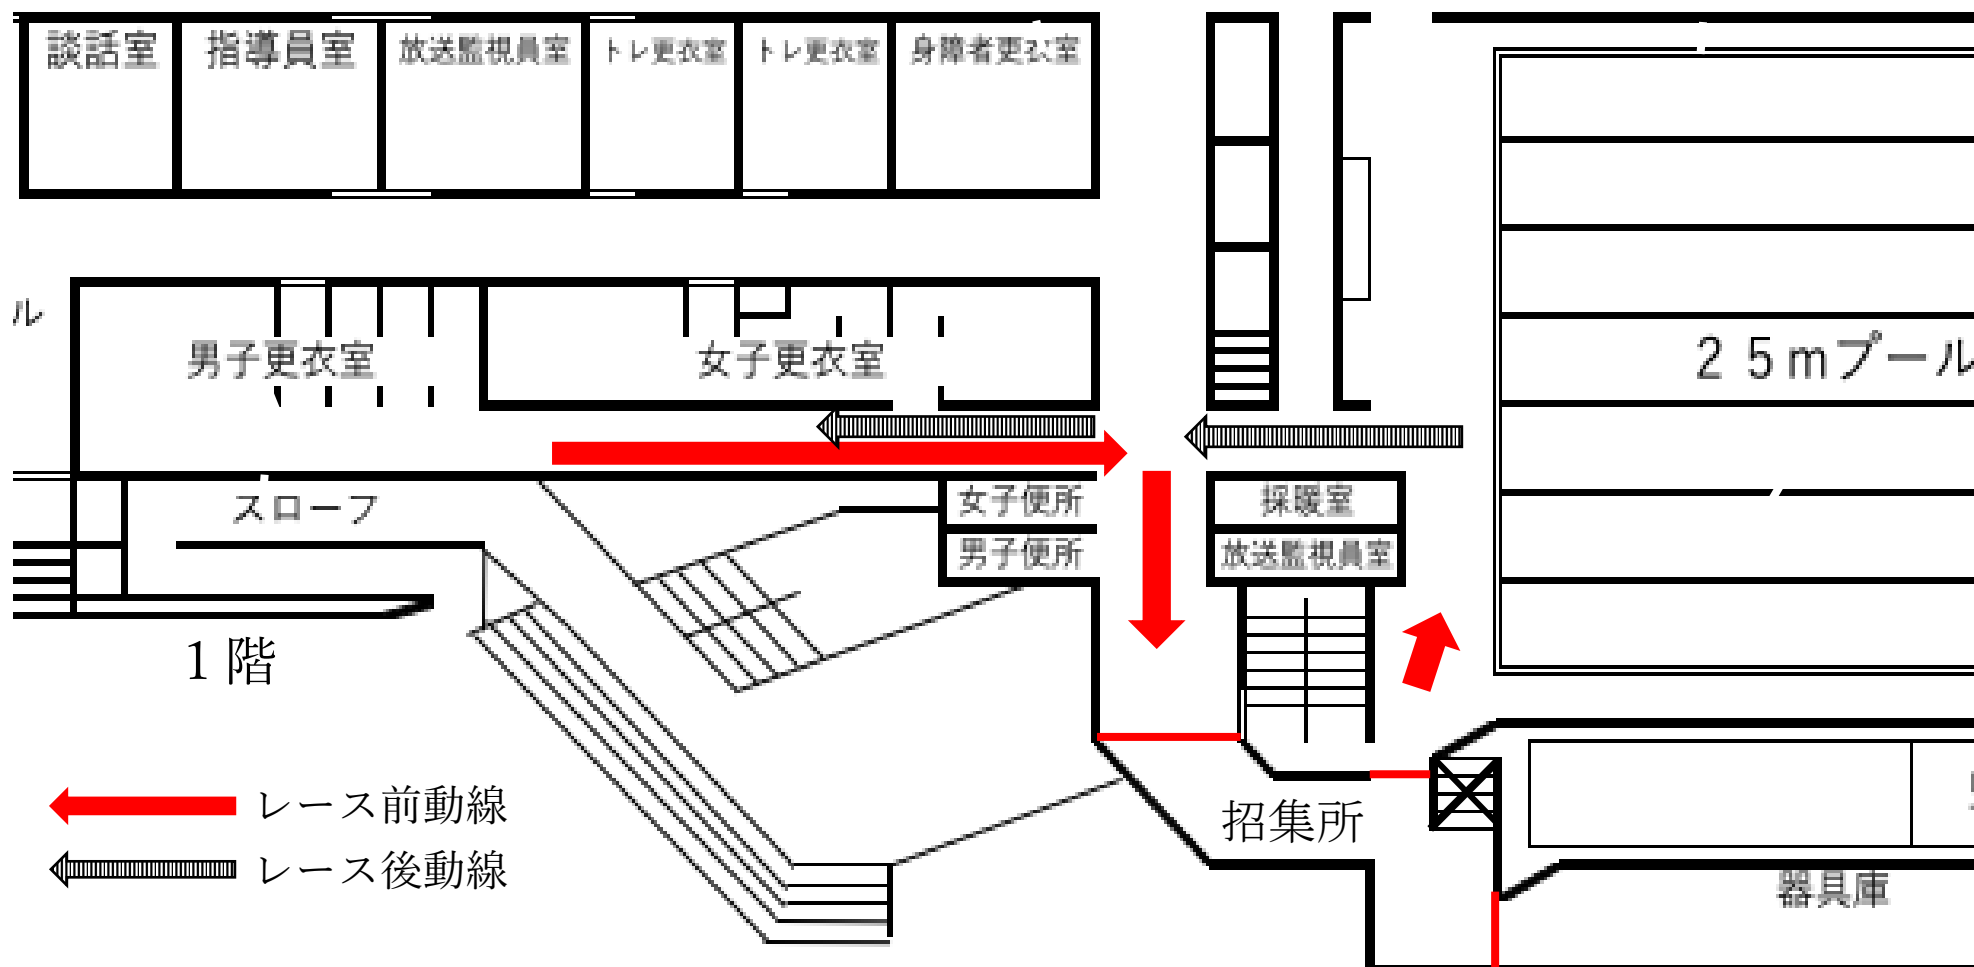 談話室
指導員室
放送監視員室
トレ更衣室
トレ更衣室
身障者更衣室
ル
男子更衣室
女子更衣室
25mプール
スロープ
女子便所
男子便所
採暖室
放送監視員室
1階
レース前動線
レース後動線
招集所
器具庫